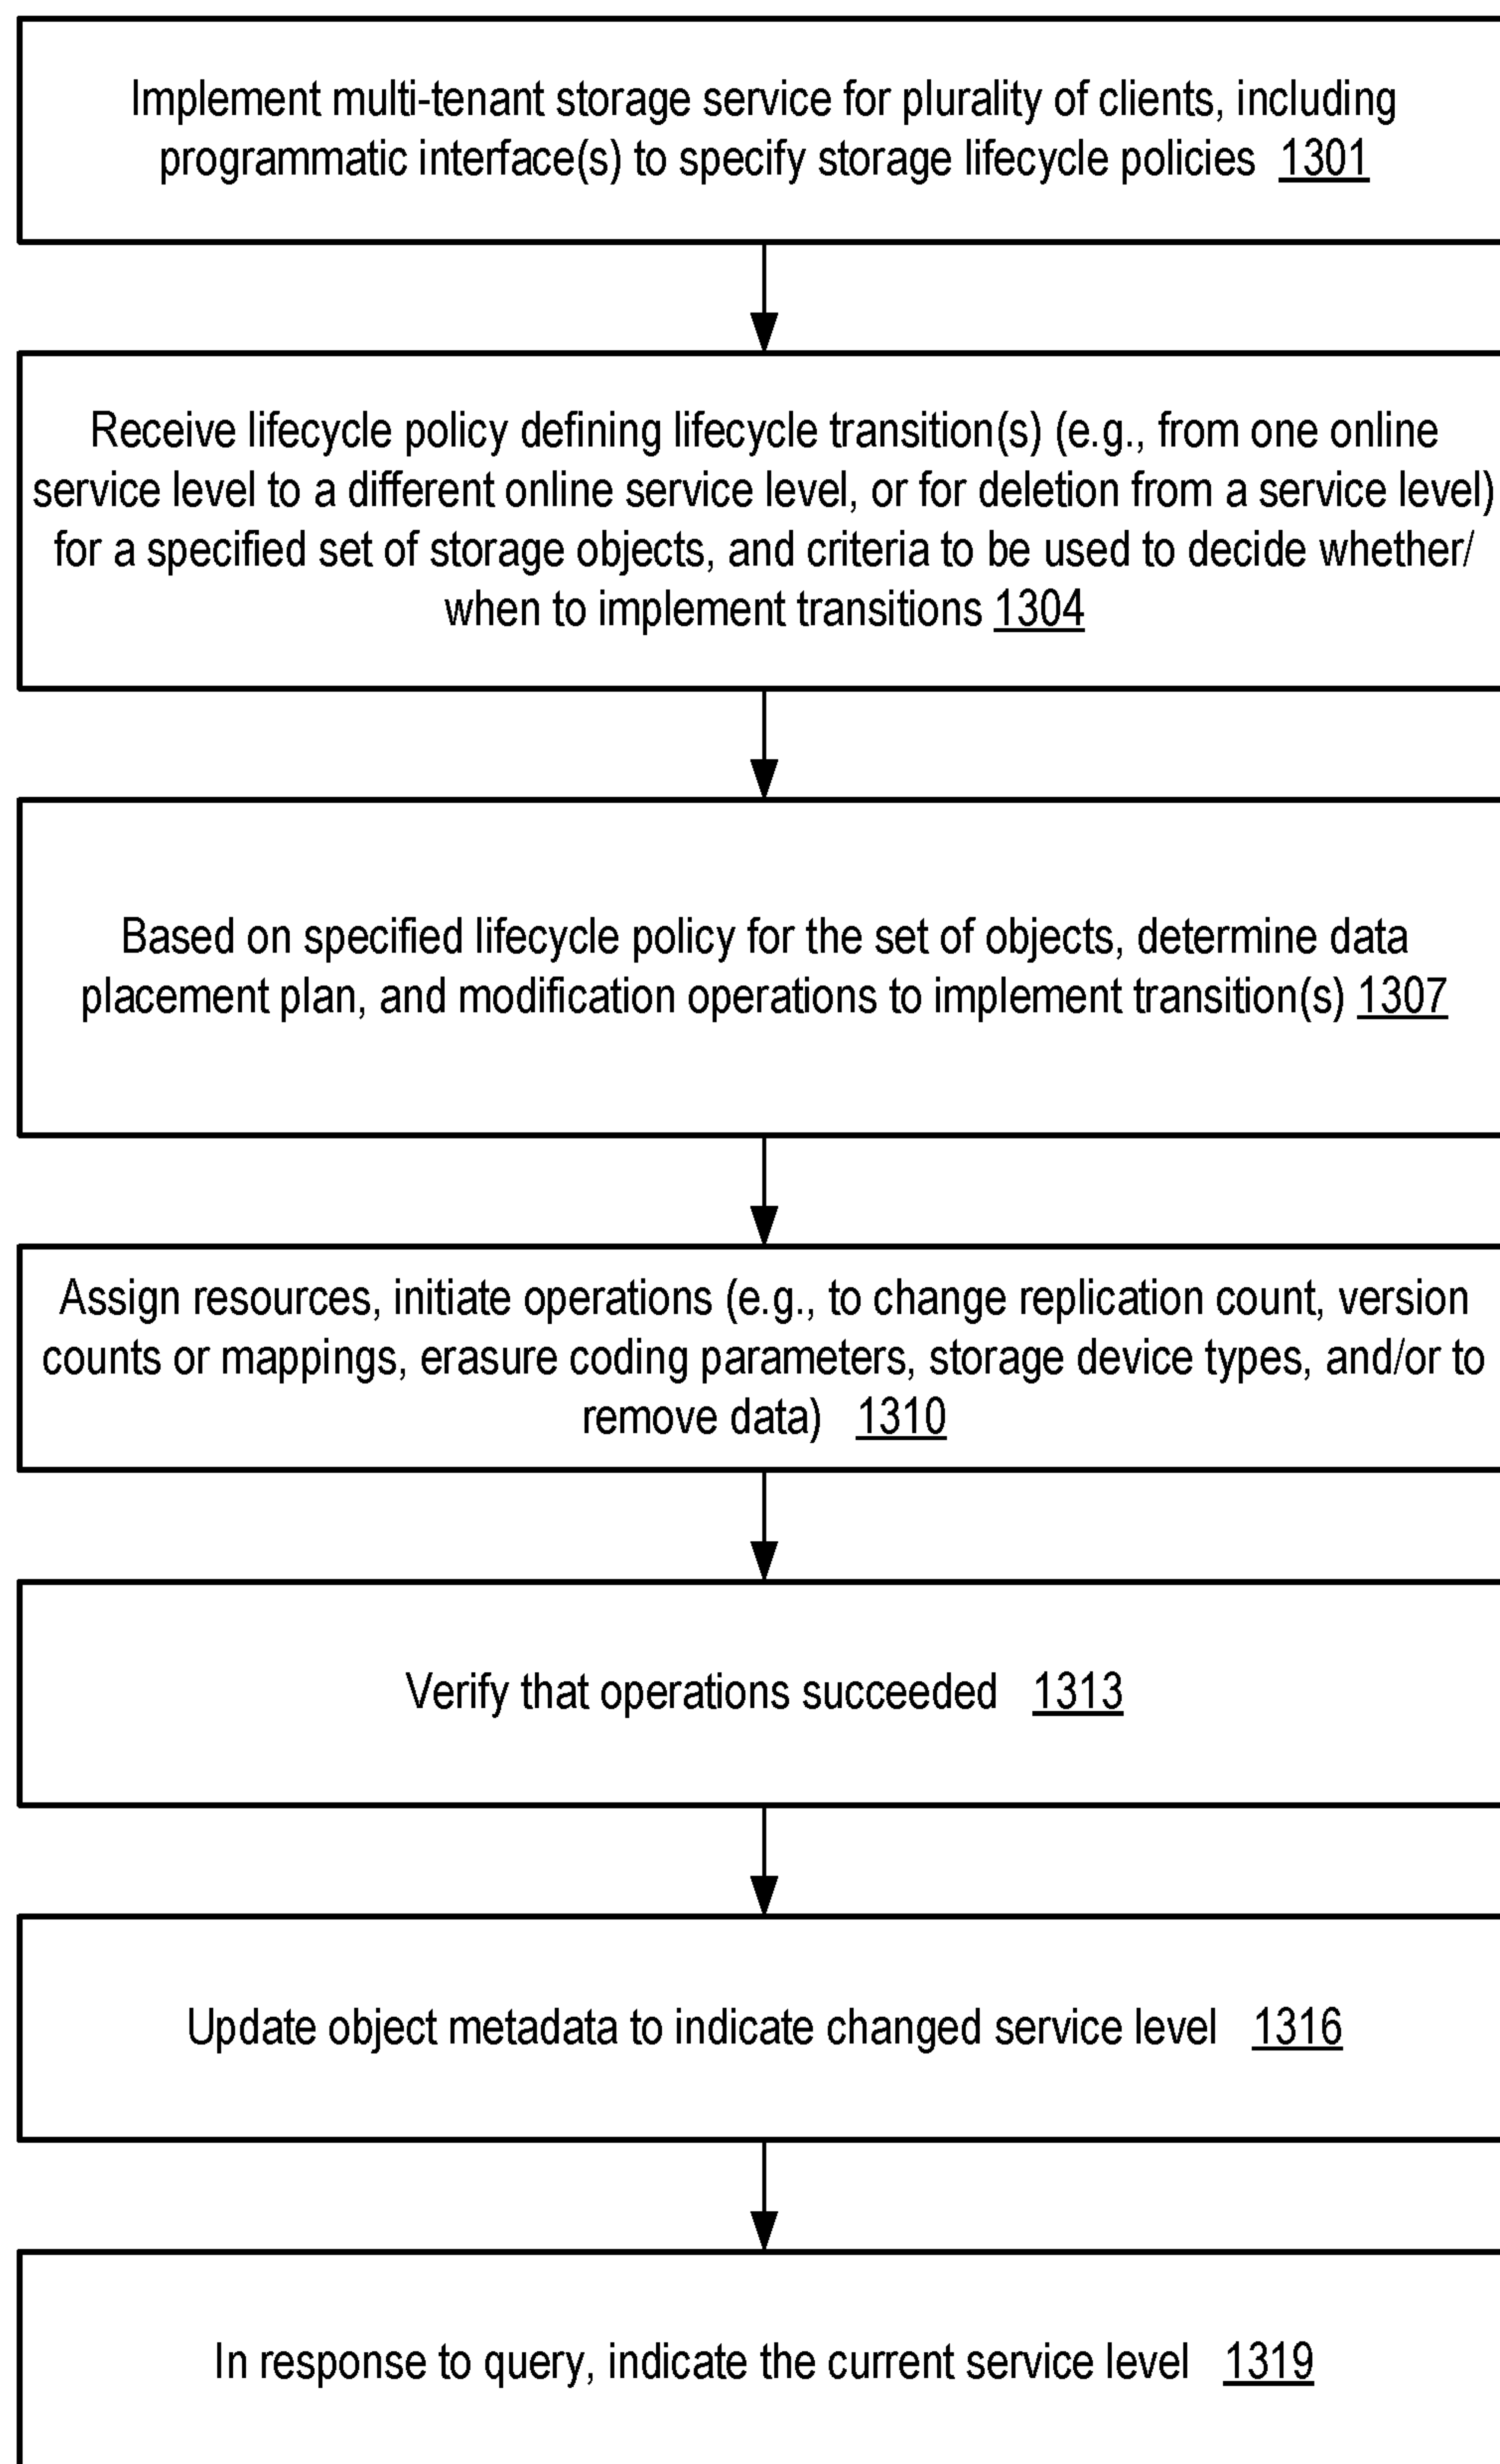 Implement multi-tenant storage service for plurality of clients, including
programmatic interface(s) to specify storage lifecycle policies 1301
Receive lifecycle policy defining lifecycle transition(s) (e.g., from one online
service level to a different online service level, or for deletion from a service level)
for a specified set of storage objects, and criteria to be used to decide whether/
when to implement transitions 1304
Based on specified lifecycle policy for the set of objects, determine data
placement plan, and modification operations to implement transition(s) 1307
Assign resources, initiate operations (e.g., to change replication count, version
counts or mappings, erasure coding parameters, storage device types, and/or to
remove data) 1310
Verify that operations succeeded 1313
Update object metadata to indicate changed service level 1316
In response to query, indicate the current service level 1319